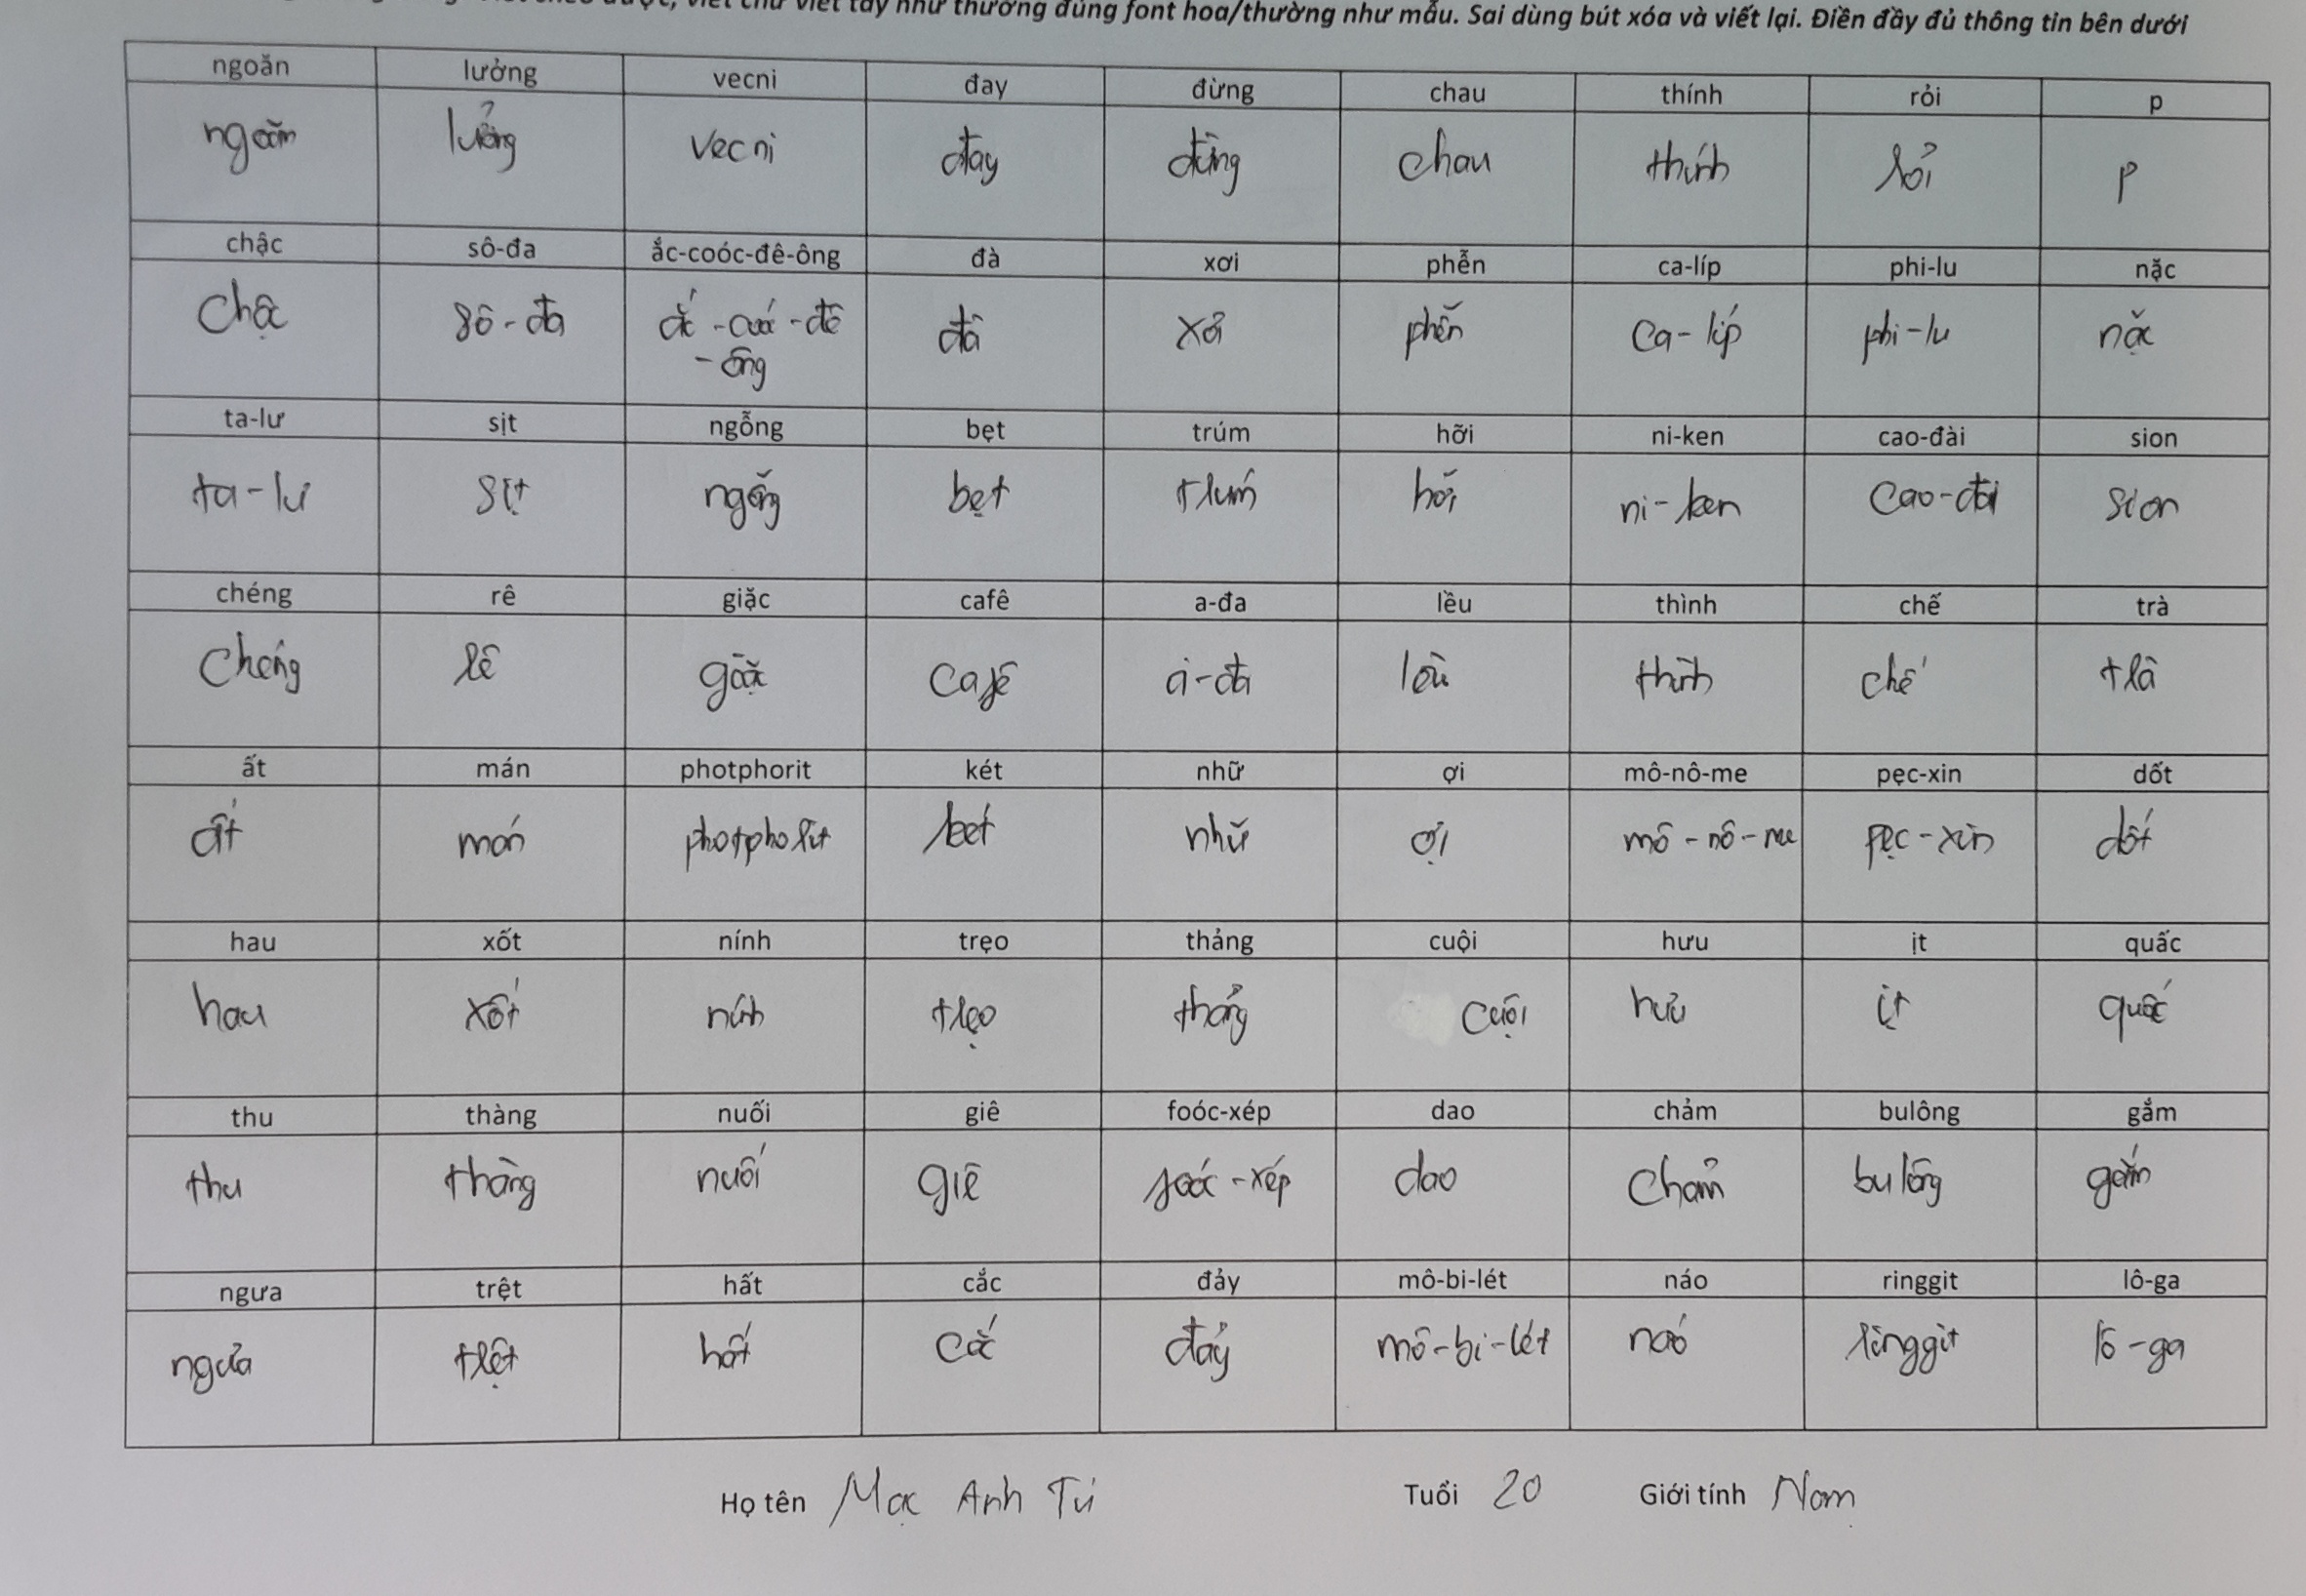 viết chữ viết tay như thường đúng font hoa/thường như mẫu. Sai dùng bút xóa và viết lại. Điền đầy đủ thông tin bên dưới
ngoăn lưởng vecni đay đừng chau thính rỏi p
ngoăn lưởng vecni đay đừng chau thính rỏi p
chậc sô-đa ắc-coóc-đê-ông đà xơi phễn ca-líp phi-lu nặc
chậc sô-đa ắc-coóc-đê đà xơi phễn ca-líp phi-lu nặc
-ông
ta-lư sịt ngỗng bẹt trúm hỡi ni-ken cao-đài sion
ta-lư sịt ngỗng bẹt trúm hỡi ni-ken cao-đài sion
chéng rê giặc cafê a-đa lều thình chế trà
chéng rê giặc cafê a-đa lều thình chế trà
ất mán photphorit két nhữ ợi mô-nô-me pẹc-xin dốt
ất mán photphorit két nhữ ợi mô-nô-me pẹc-xin dốt
hau xốt nính trẹo thảng cuội hưu ịt quấc
hau xốt nính trẹo thảng cuội hưu ịt quấc
thu thàng nuối giê foóc-xép dao chảm bulông gắm
thu thàng nuối giê foóc-xép dao chảm bulông gắm
ngưa trệt hất cắc đảy mô-bi-lét náo ringgit lô-ga
ngưa trệt hất cắc đảy mô-bi-lét náo ringgit lô-ga
Họ tên Mạc Anh Tú Tuổi 20 Giới tính Nam